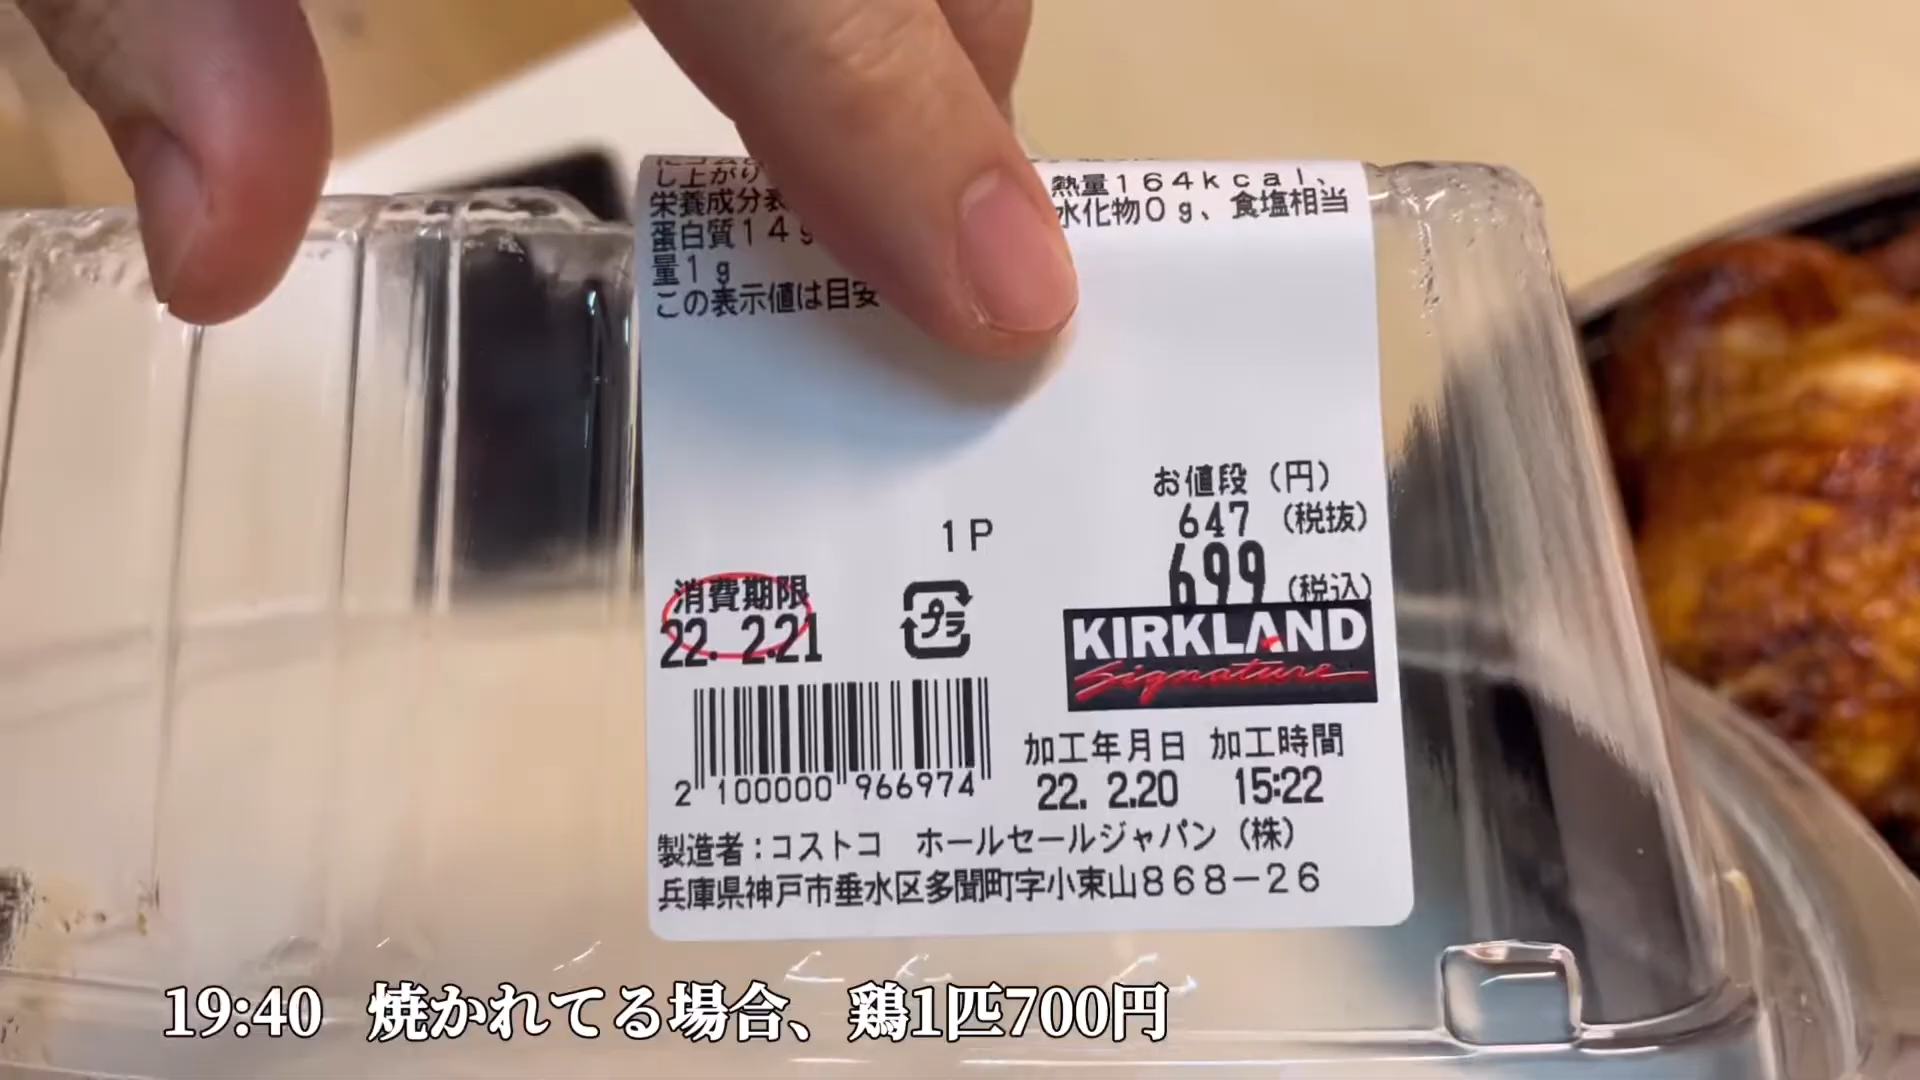 し上がり
熱量164kcal、
栄養成分表
水化物0g、食塩相当
蛋白質14g
量1g
この表示値は目安
お値段(円)
647(税抜)
1P
699(税込)
消費期限
22. 2.21
プラ
KIRKLAND
Signature
2 100000 966974
加工年月日 加工時間
22. 2.20 15:22
製造者:コストコ ホールセールジャパン(株)
兵庫県神戸市垂水区多聞町字小束山868-26
19:40 焼かれてる場合、鶏1匹700円